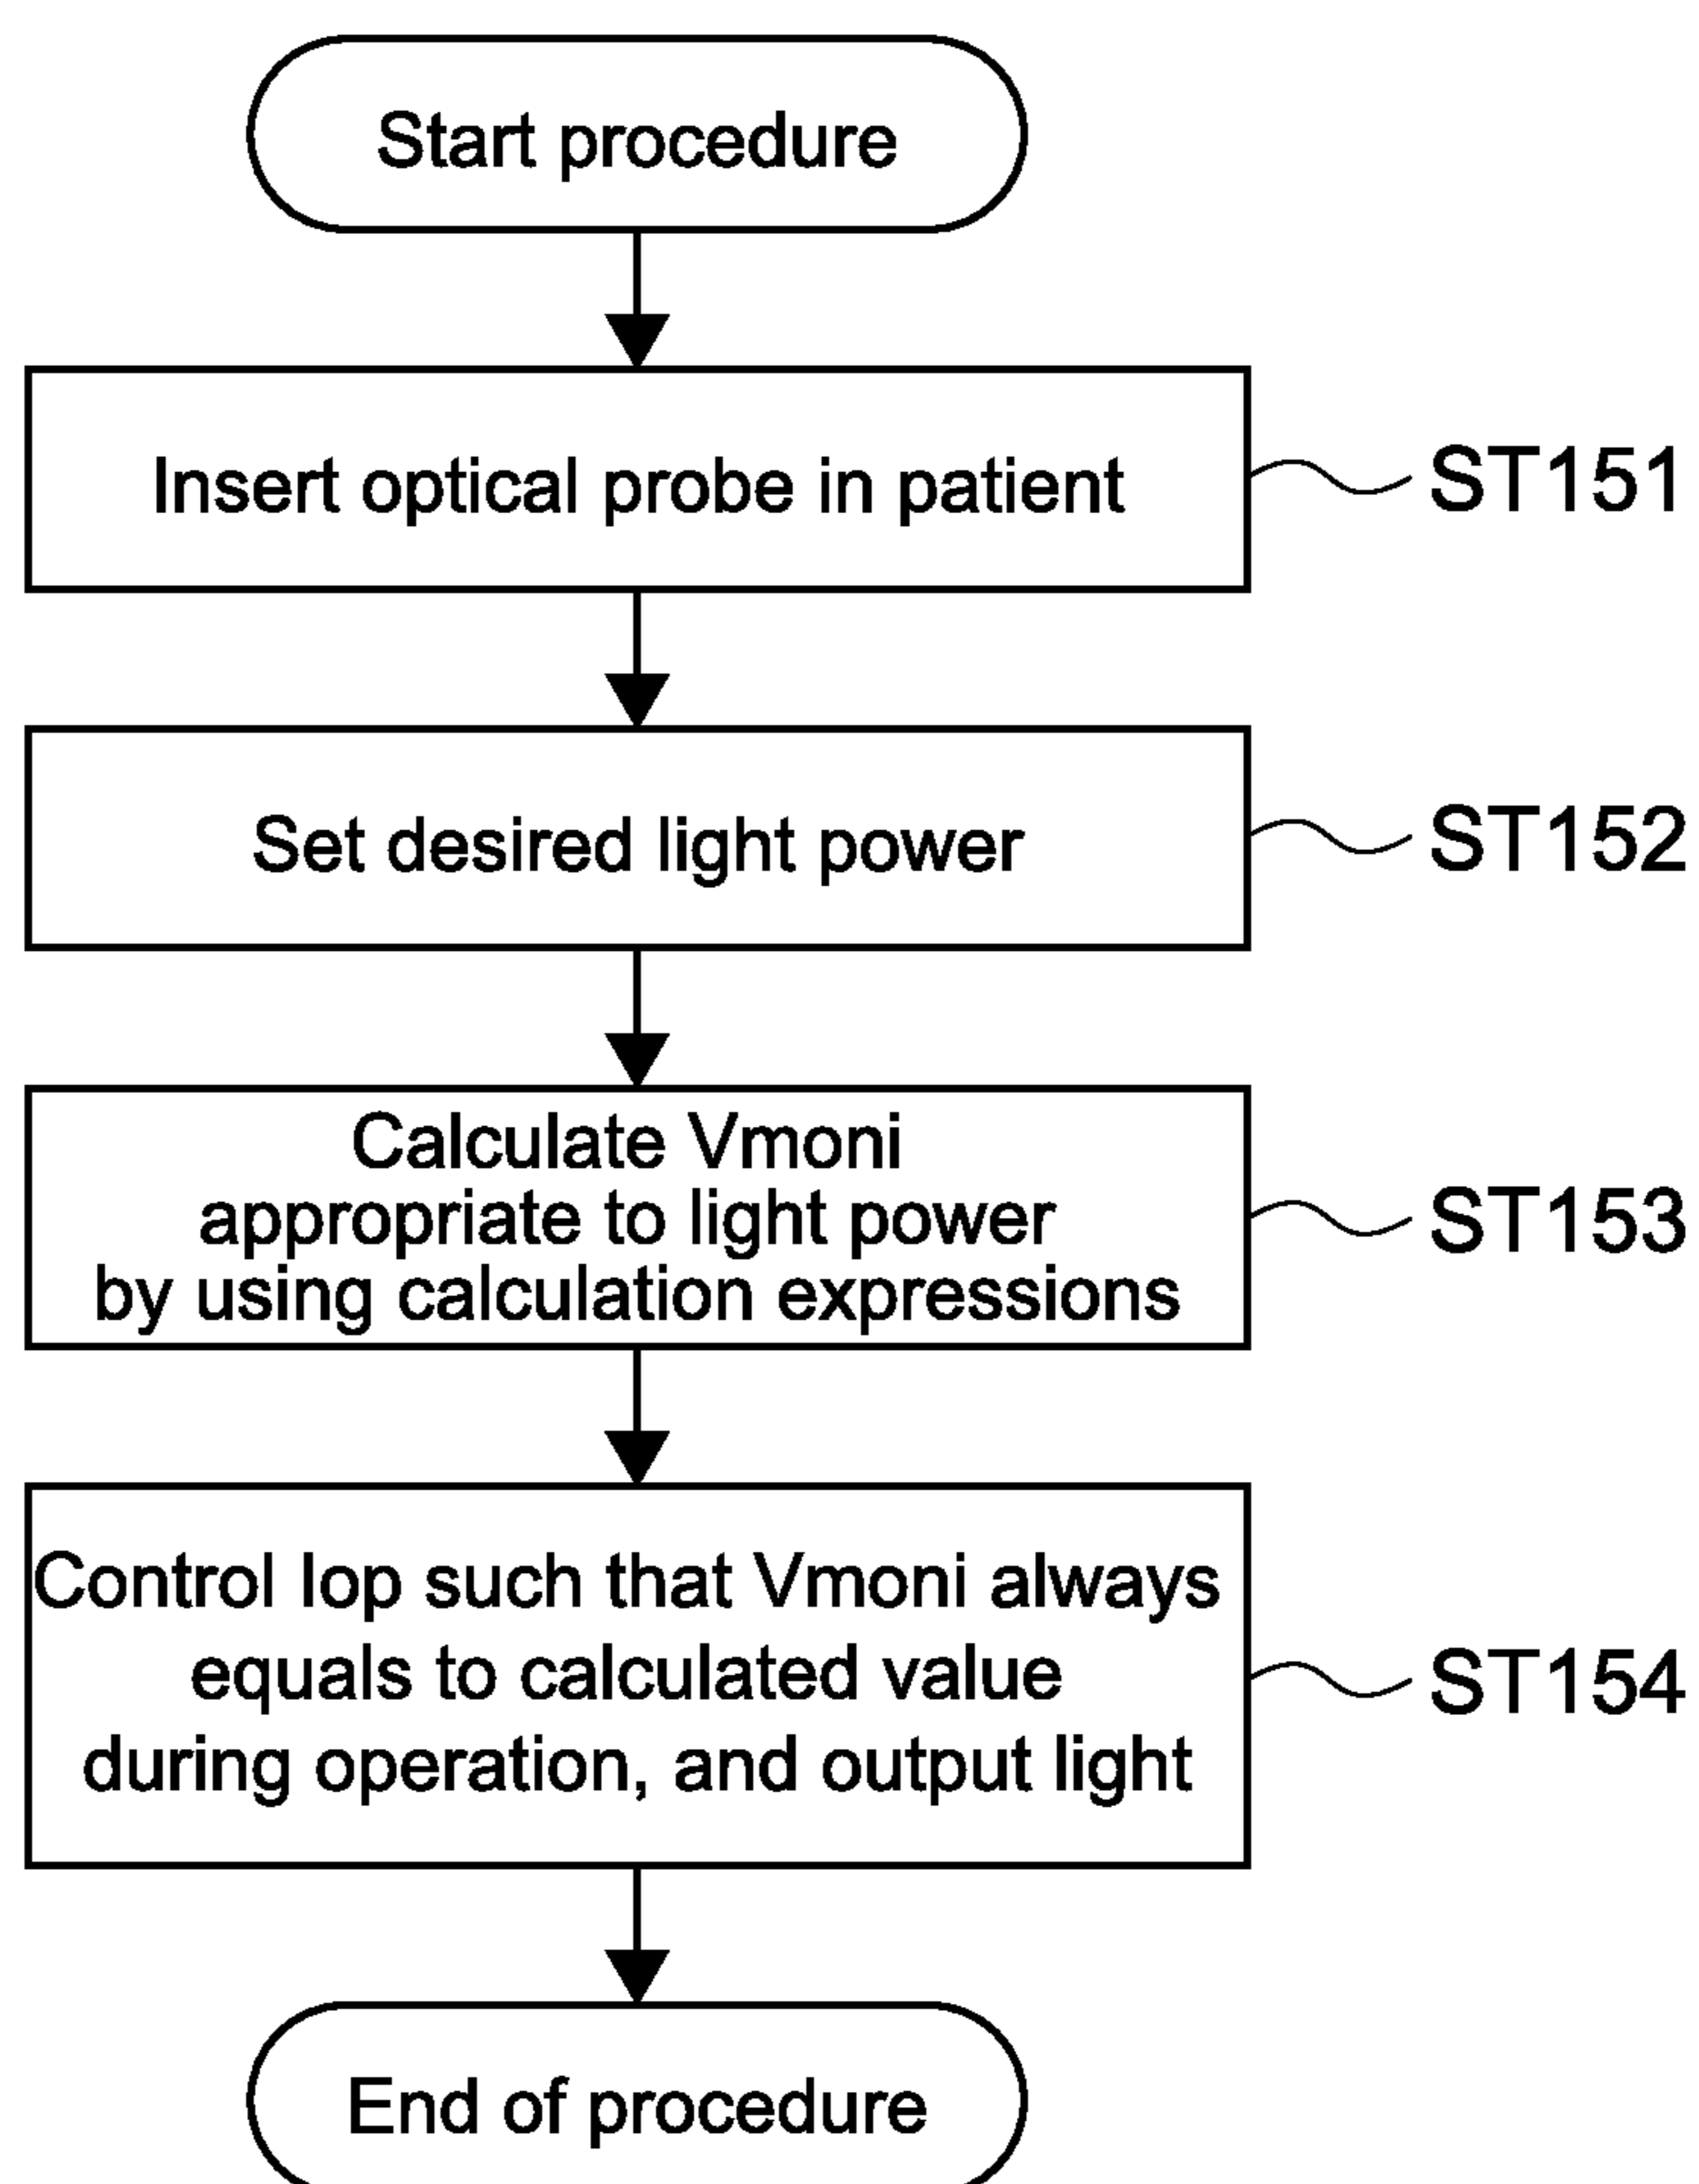 Start procedure
Insert optical probe in patient
ST151
Set desired light power
ST152
Calculate Vmoni
appropriate to light power
by using calculation expressions
ST153
Control Iop such that Vmoni always
equals to calculated value
during operation, and output light
ST154
End of procedure